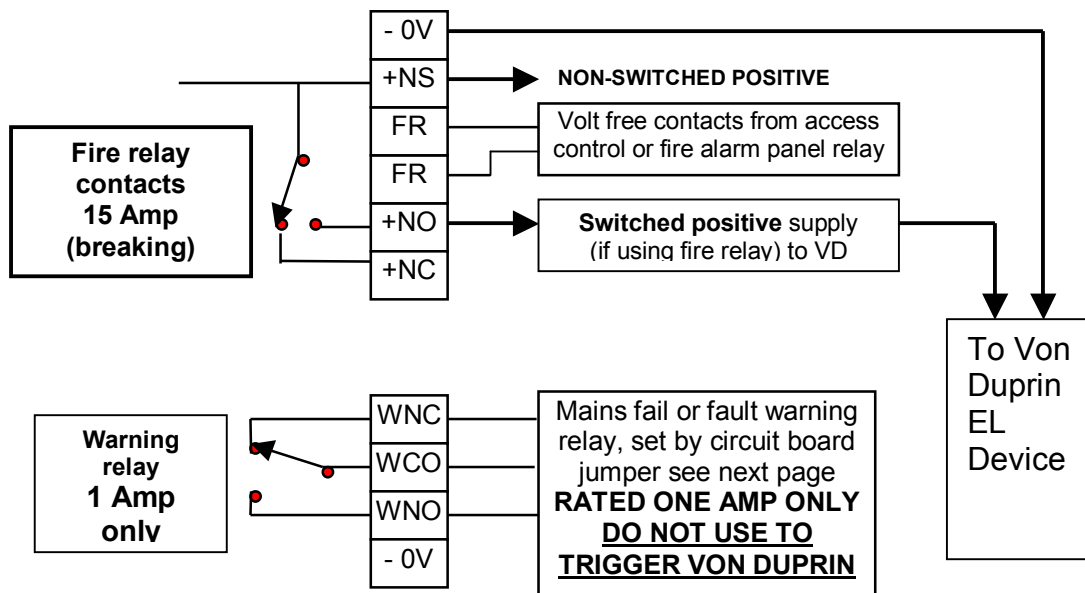 - 0V
+NS
NON-SWITCHED POSITIVE
FR
FR
Volt free contacts from access
control or fire alarm panel relay
Fire relay
contacts
15 Amp
(breaking)
+NO
+NC
Switched positive supply
(if using fire relay) to VD
To Von
Duprin
EL
Device
Warning
relay
1 Amp
only
WNC
WCO
WNO
- 0V
Mains fail or fault warning
relay, set by circuit board
jumper see next page
RATED ONE AMP ONLY
DO NOT USE TO
TRIGGER VON DUPRIN